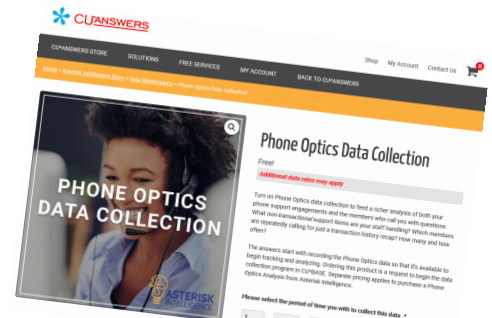 CU*ANSWERS
Shop My Account Contact Us 0
CU*ANSWERS STORE SOLUTIONS FREE SERVICES MY ACCOUNT BACK TO CU*ANSWERS
Home » Asterisk Intelligence Store » Data Warehousing » Phone Optics Data Collection
PHONE OPTICS
DATA COLLECTION
ASTERISK
INTELLIGENCE
Phone Optics Data Collection
Free!
Additional data rates may apply
Turn on Phone Optics data collection to feed a richer analysis of both your
phone support engagements and the members who call you with questions.
What non-transactional support items are your staff handling? Which members
are repeatedly calling for just a transaction history recap? How many and how
often?
The answers start with recording the Phone Optics data so that it's available to
begin tracking and analyzing. Ordering this product is a request to begin the data
collection program in CU*BASE. Separate pricing applies to purchase a Phone
Optics Analysis from Asterisk Intelligence.
Please select the period of time you with to collect this data *